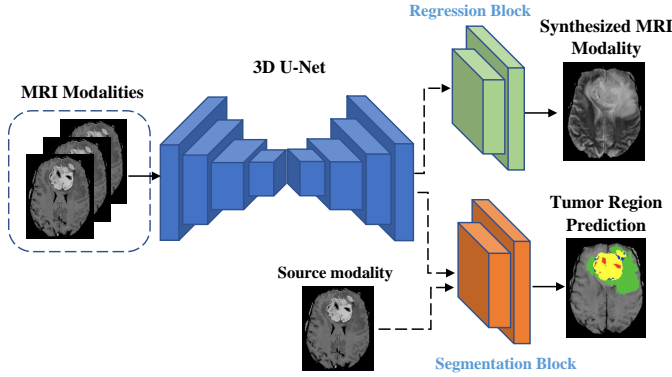 Regression Block
Synthesized MRI
Modality
3D U-Net
MRI Modalities
Tumor Region
Prediction
Source modality
Segmentation Block